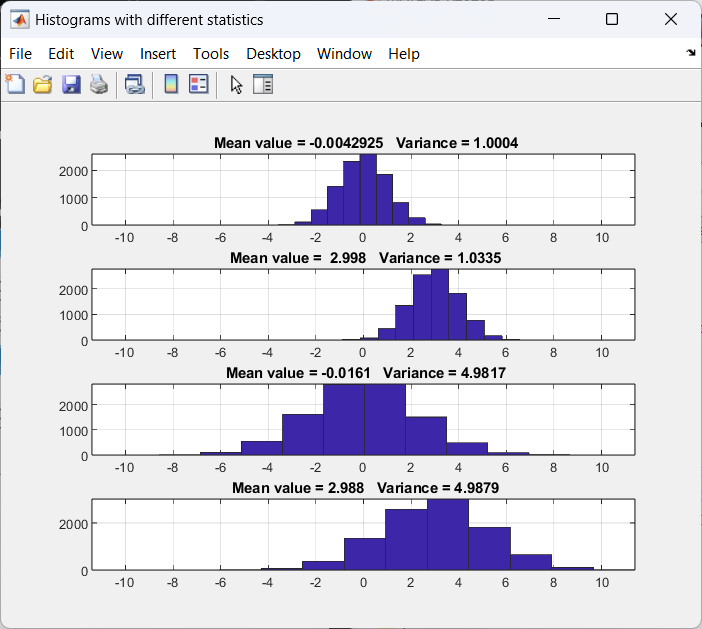 Histograms with different statistics
File Edit View Insert Tools Desktop Window Help
Mean value = -0.0042925 Variance = 1.0004
2000
1000
0
-10 -8 -6 -4 -2 0 2 4 6 8 10
Mean value = 2.998 Variance = 1.0335
2000
1000
0
-10 -8 -6 -4 -2 0 2 4 6 8 10
Mean value = -0.0161 Variance = 4.9817
2000
1000
0
-10 -8 -6 -4 -2 0 2 4 6 8 10
Mean value = 2.988 Variance = 4.9879
2000
0
-10 -8 -6 -4 -2 0 2 4 6 8 10